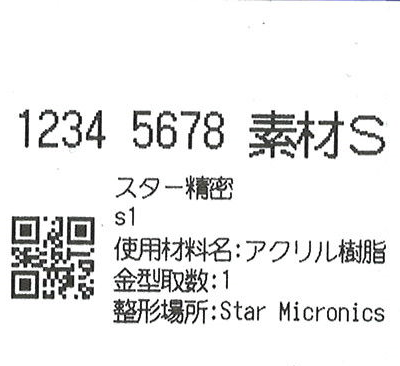 1234 5678 素材S
スター精密
s1
使用材料名:アクリル樹脂
金型取数:1
整形場所:Star Micronics